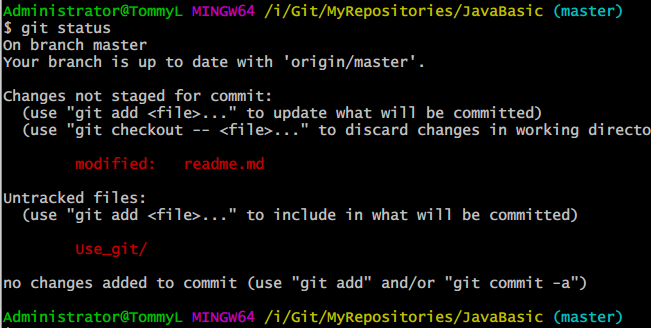 Administrator@TommyL MINGW64 /i/Git/MyRepositories/JavaBasic (master)
$ git status
On branch master
Your branch is up to date with 'origin/master'.
Changes not staged for commit:
(use "git add <file>..." to update what will be committed)
(use "git checkout -- <file>..." to discard changes in working directo
modified: readme.md
Untracked files:
(use "git add <file>..." to include in what will be committed)
Use_git/
no changes added to commit (use "git add" and/or "git commit -a")
Administrator@TommyL MINGW64 /i/Git/MyRepositories/JavaBasic (master)